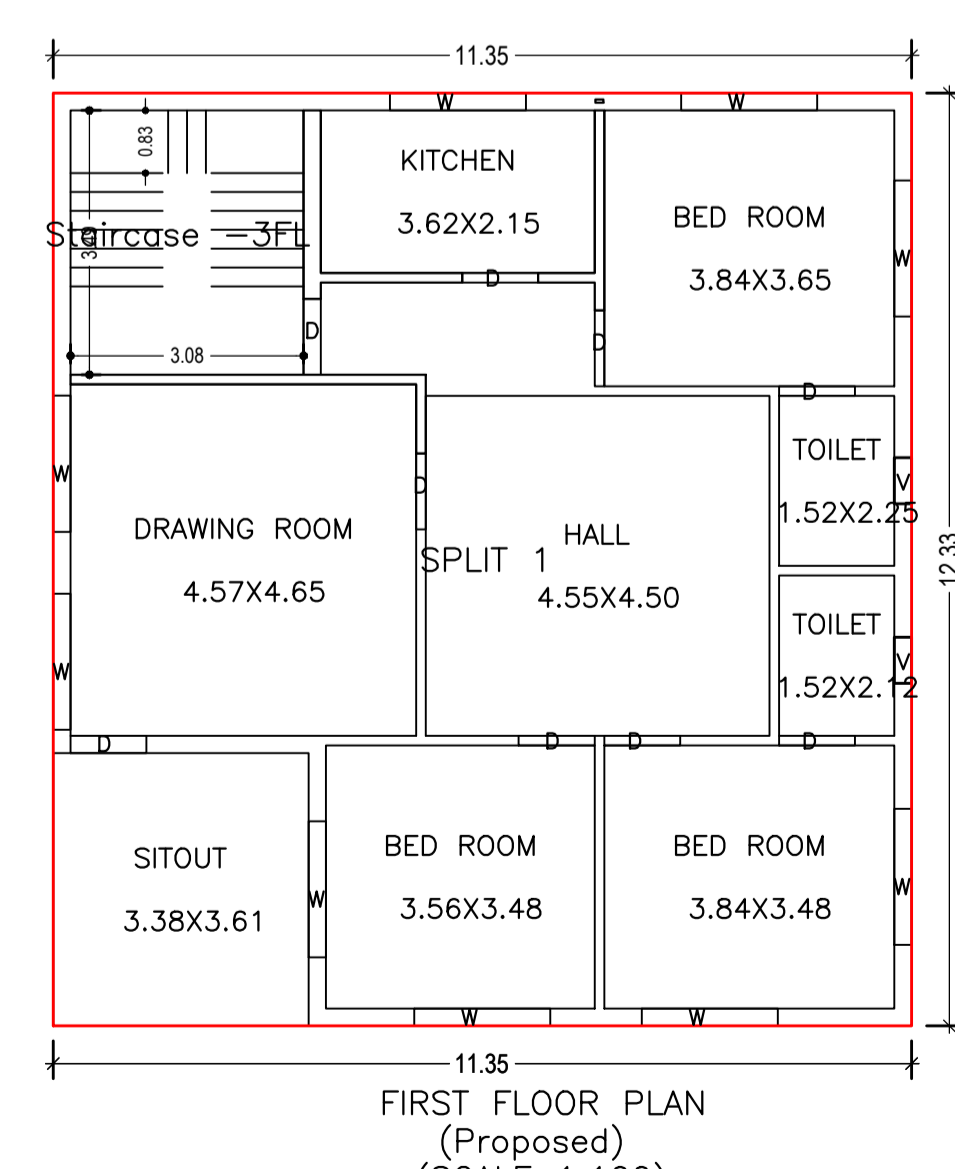 11.35
W
W
0.83
KITCHEN
3.62X2.15
BED ROOM
3.84X3.65
Staircase -3FL
W
D
D
D
3.08
D
TOILET
1.52X2.25
V
W
D
DRAWING ROOM
4.57X4.65
HALL
SPLIT 1
4.55X4.50
12.33
TOILET
1.52X2.12
V
W
D
D
D
D
SITOUT
3.38X3.61
BED ROOM
3.56X3.48
BED ROOM
3.84X3.48
W
W
W
W
11.35
FIRST FLOOR PLAN
(Proposed)